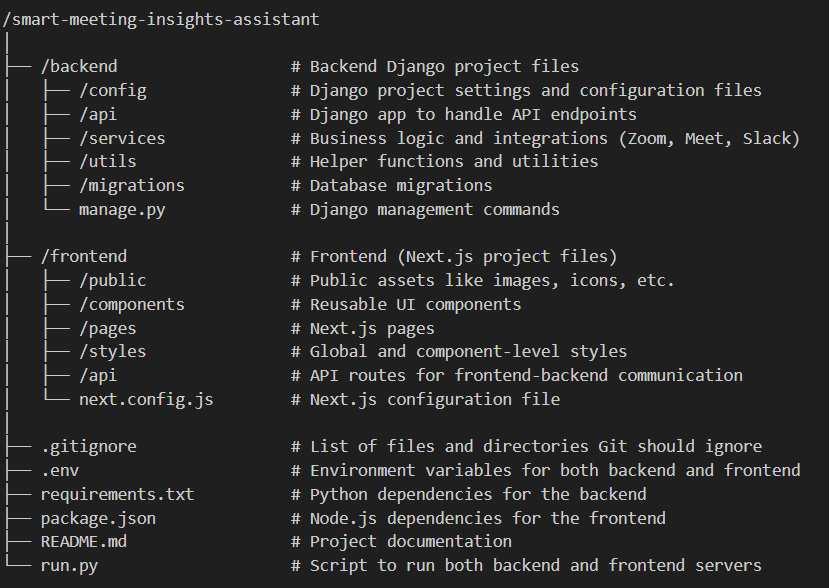 /smart-meeting-insights-assistant
│
├── /backend                  # Backend Django project files
│   ├── /config               # Django project settings and configuration files
│   ├── /api                  # Django app to handle API endpoints
│   ├── /services             # Business logic and integrations (Zoom, Meet, Slack)
│   ├── /utils                # Helper functions and utilities
│   ├── /migrations           # Database migrations
│   └── manage.py             # Django management commands
│
├── /frontend                 # Frontend (Next.js project files)
│   ├── /public               # Public assets like images, icons, etc.
│   ├── /components           # Reusable UI components
│   ├── /pages                # Next.js pages
│   ├── /styles               # Global and component-level styles
│   ├── /api                  # API routes for frontend-backend communication
│   └── next.config.js        # Next.js configuration file
│
├── .gitignore                # List of files and directories Git should ignore
├── .env                      # Environment variables for both backend and frontend
├── requirements.txt          # Python dependencies for the backend
├── package.json              # Node.js dependencies for the frontend
├── README.md                 # Project documentation
└── run.py                    # Script to run both backend and frontend servers